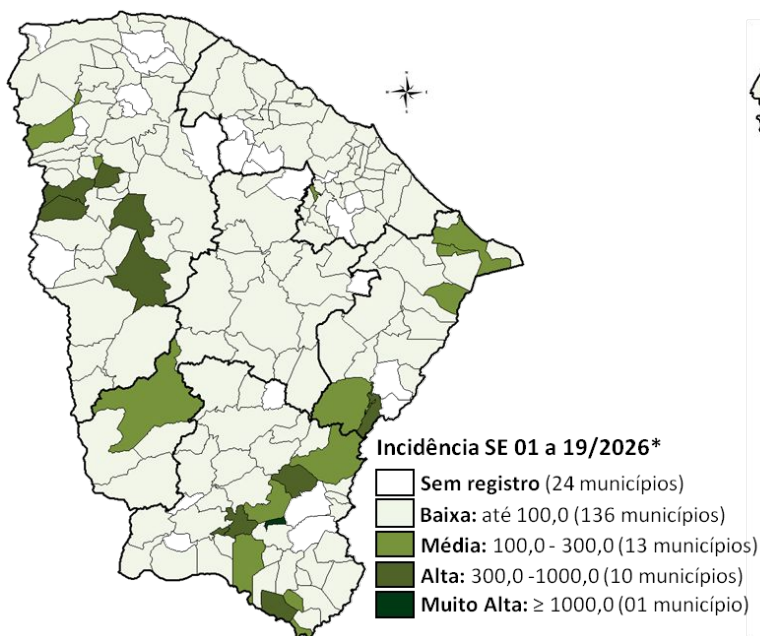 Incidência SE 01 a 19/2026*
Sem registro (24 municípios)
Baixa: até 100,0 (136 municípios)
Média: 100,0 - 300,0 (13 municípios)
Alta: 300,0 -1000,0 (10 municípios)
Muito Alta: ≥ 1000,0 (01 município)